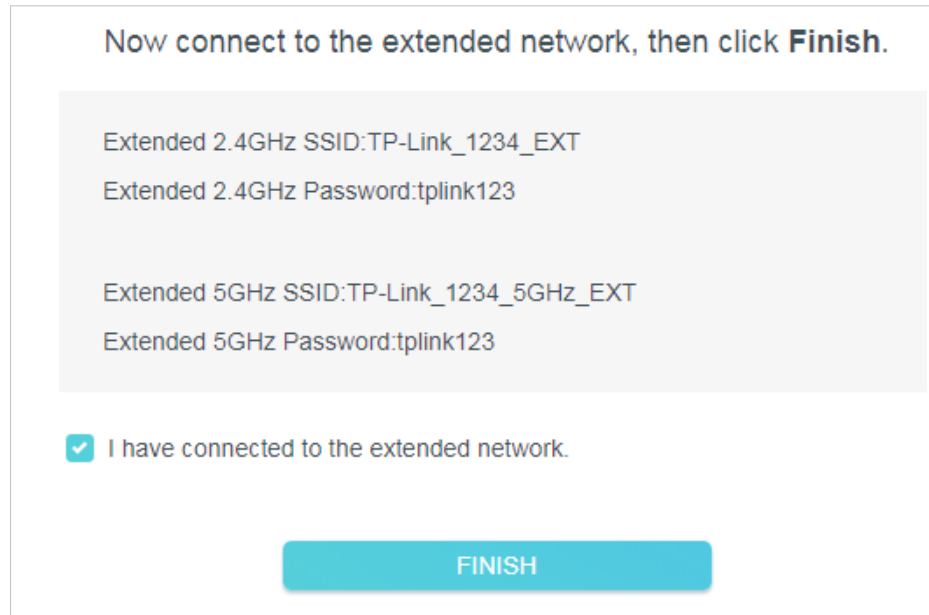 Now connect to the extended network, then click Finish.
Extended 2.4GHz SSID:TP-Link_1234_EXT
Extended 2.4GHz Password:tplink123
Extended 5GHz SSID:TP-Link_1234_5GHz_EXT
Extended 5GHz Password:tplink123
I have connected to the extended network.
FINISH